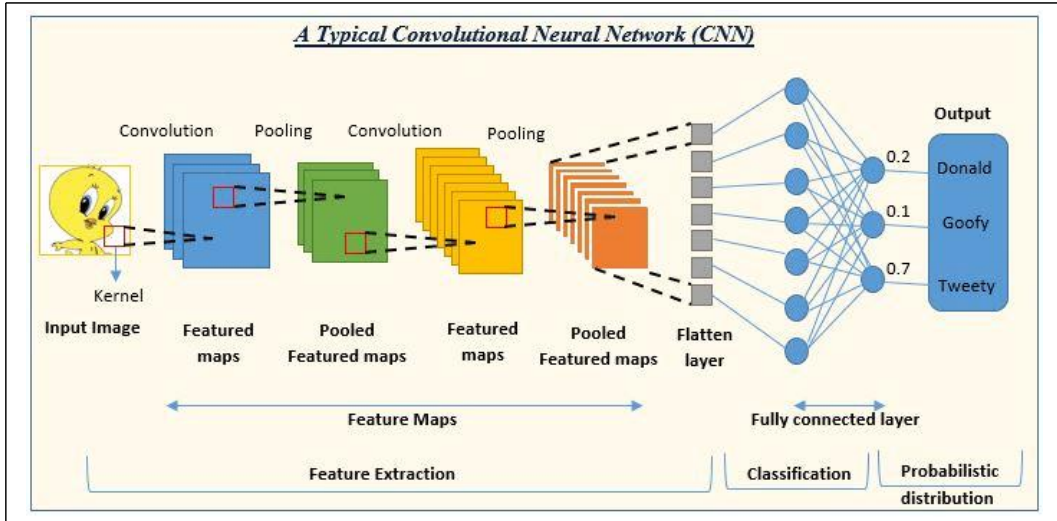 A Typical Convolutional Neural Network (CNN)
Convolution
Pooling
Convolution
Pooling
Kernel
Input Image
Featured
maps
Pooled
Featured maps
Featured
maps
Pooled
Featured maps
Flatten
layer
Output
0.2
Donald
0.1
Goofy
0.7
Tweety
Feature Maps
Fully connected layer
Feature Extraction
Classification
Probabilistic
distribution